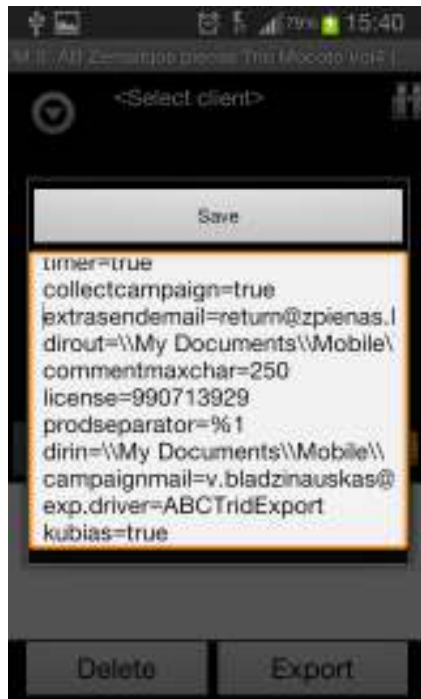 15:40
<Select client>
Save
timer=true
collectcampaign=true
extrasendemail=return@zpienas.l
dirout=\\My Documents\\Mobile\
commentmaxchar=250
license=990713929
prodseparator=%1
dirin=\\My Documents\\Mobile\\
campaignmail=v.bladzinauskas@
exp.driver=ABCTridExport
kubias=true
Delete
Export